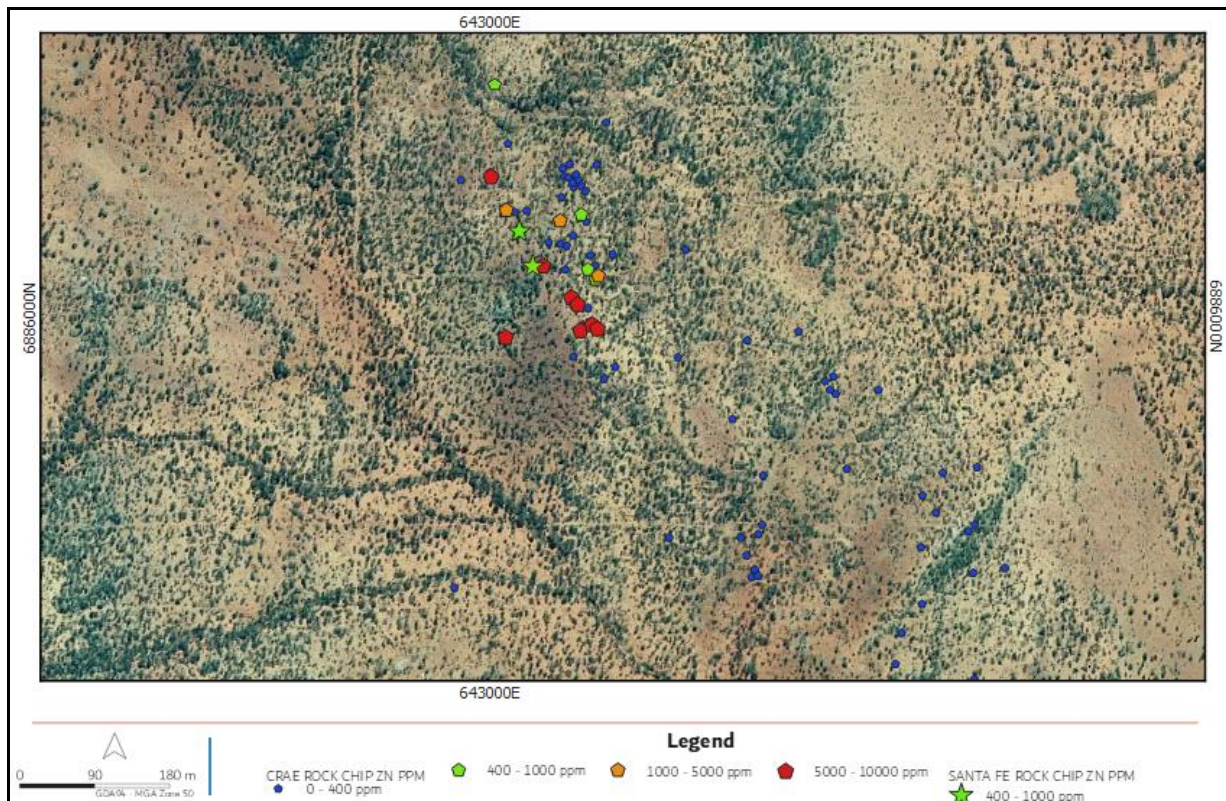 643000E
6886000N
6886000N
643000E
Legend
0 90 180 m
GDA94 - MGA Zone 50
CRAE ROCK CHIP ZN PPM
0 - 400 ppm
400 - 1000 ppm
1000 - 5000 ppm
5000 - 10000 ppm
SANTA FE ROCK CHIP ZN PPM
400 - 1000 ppm